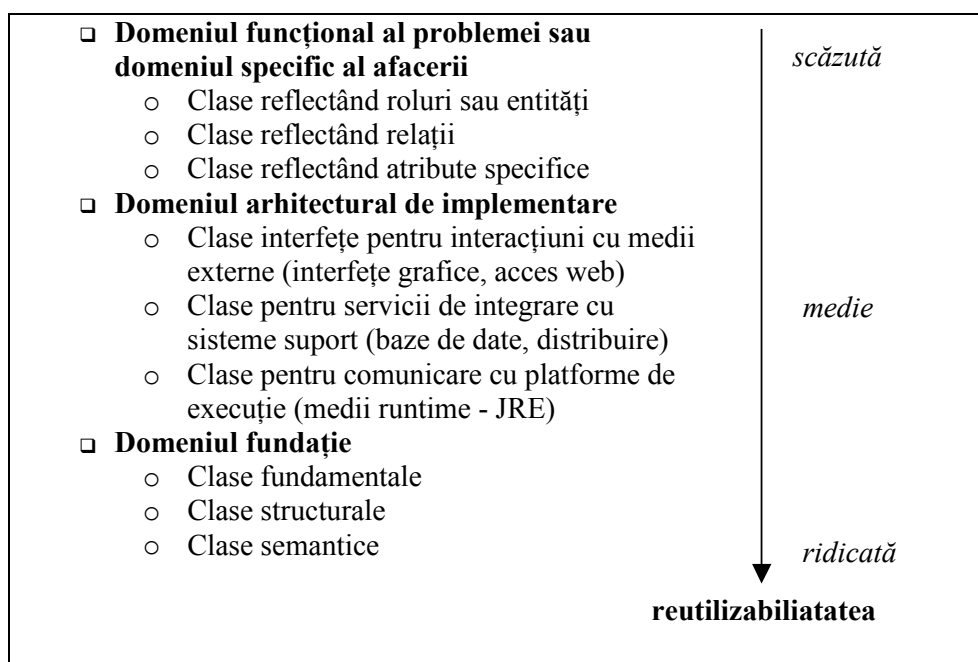 ❑ Domeniul funcțional al problemei sau
domeniul specific al afacerii
scăzută
o Clase reflectând roluri sau entități
o Clase reflectând relații
o Clase reflectând atribute specifice
❑ Domeniul arhitectural de implementare
o Clase interfețe pentru interacțiuni cu medii
externe (interfețe grafice, acces web)
o Clase pentru servicii de integrare cu
sisteme suport (baze de date, distribuire)
medie
o Clase pentru comunicare cu platforme de
execuție (medii runtime - JRE)
❑ Domeniul fundație
o Clase fundamentale
o Clase structurale
o Clase semantice
ridicată
reutilizabiliatatea